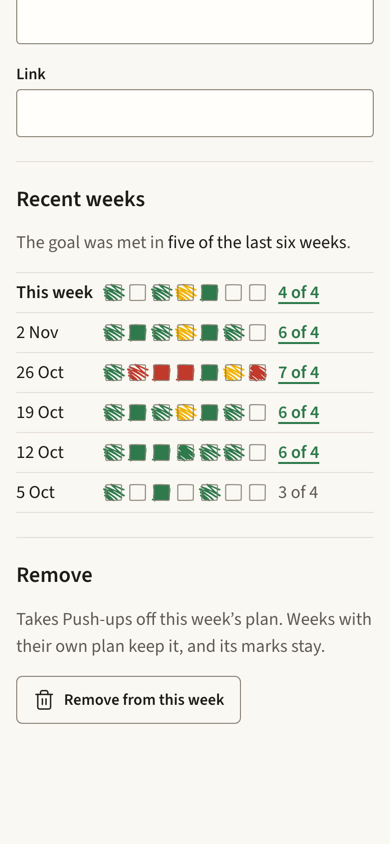 Link
Recent weeks
The goal was met in five of the last six weeks.
This week 4 of 4
2 Nov 6 of 4
26 Oct 7 of 4
19 Oct 6 of 4
12 Oct 6 of 4
5 Oct 3 of 4
Remove
Takes Push-ups off this week’s plan. Weeks with
their own plan keep it, and its marks stay.
Remove from this week